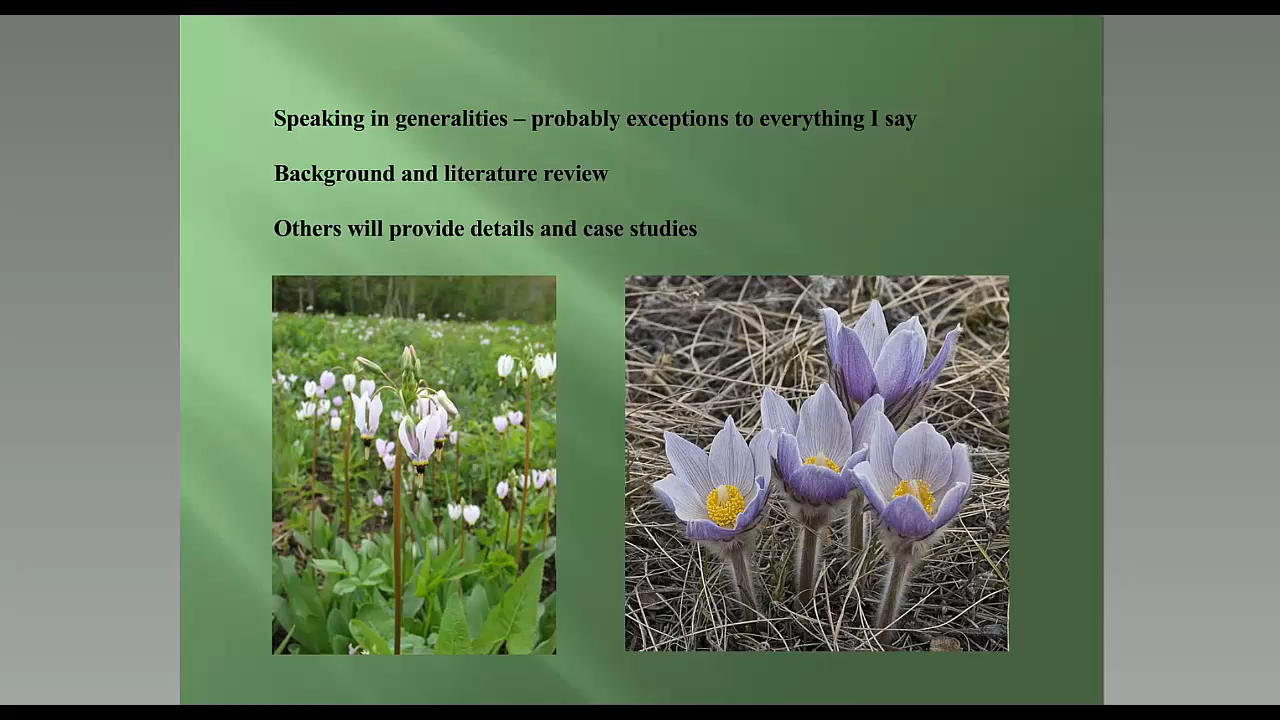 Speaking in generalities – probably exceptions to everything I say
Background and literature review
Others will provide details and case studies